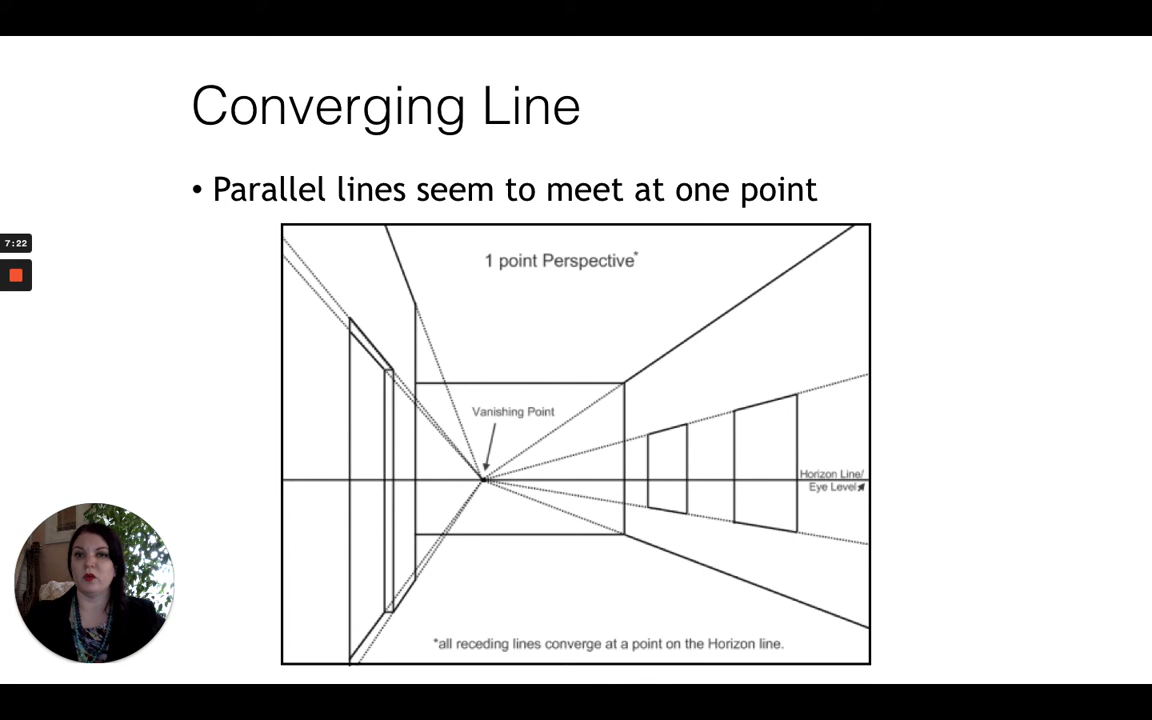 Converging Line
• Parallel lines seem to meet at one point
7:22
1 point Perspective*
Vanishing Point
Horizon Line/
Eye Level
*all receding lines converge at a point on the Horizon line.